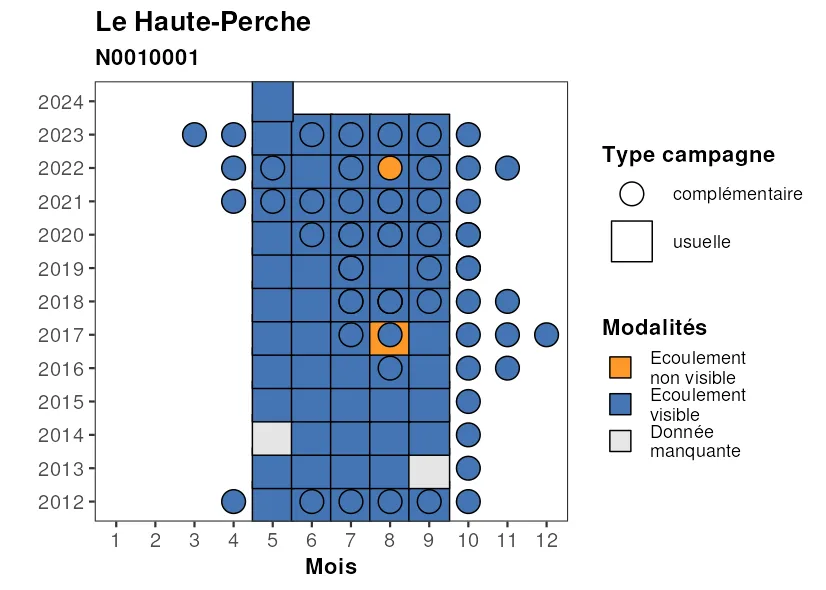 Le Haute-Perche
N0010001
2024
2023
2022
2021
2020
2019
2018
2017
2016
2015
2014
2013
2012
1 2 3 4 5 6 7 8 9 10 11 12
Mois
Type campagne
complémentaire
usuelle
Modalités
Ecoulement
non visible
Ecoulement
visible
Donnée
manquante